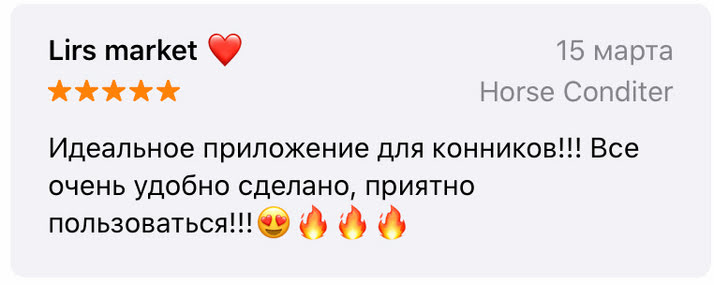 Lirs market ❤️
15 марта
★★★★★
Horse Conditer
Идеальное приложение для конников!!! Все
очень удобно сделано, приятно
пользоваться!!!😍🔥🔥🔥